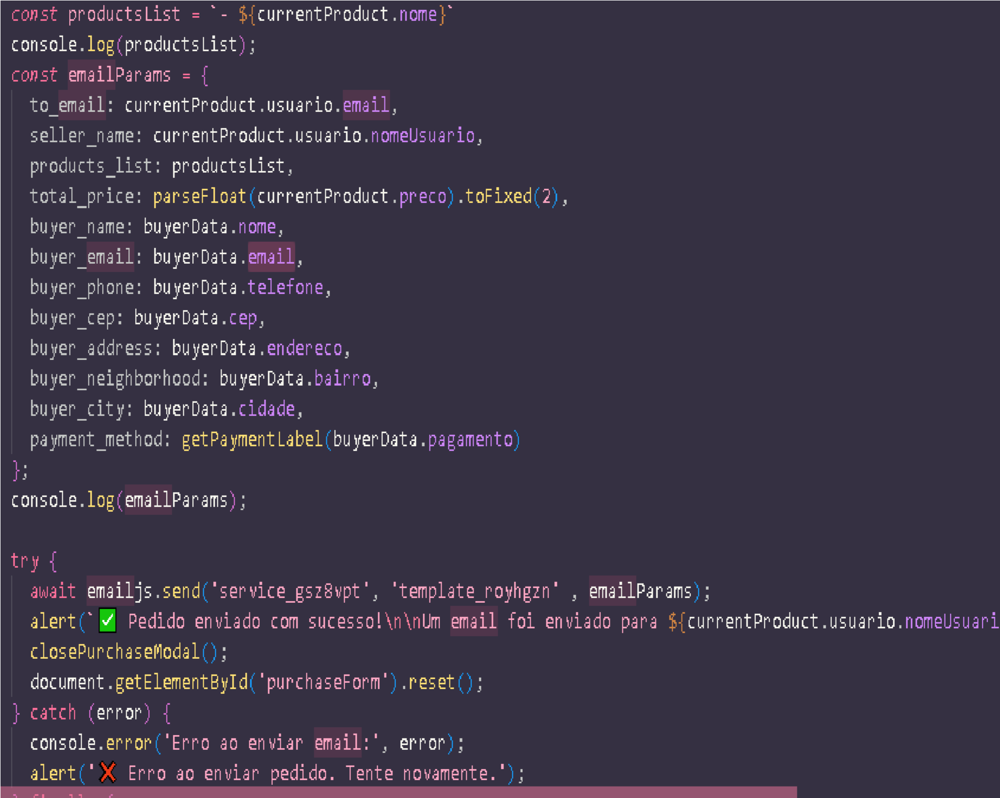 const productsList = `- ${currentProduct.nome}`
console.log(productsList);
const emailParams = {
to_email: currentProduct.usuario.email,
seller_name: currentProduct.usuario.nomeUsuario,
products_list: productsList,
total_price: parseFloat(currentProduct.preco).toFixed(2),
buyer_name: buyerData.nome,
buyer_email: buyerData.email,
buyer_phone: buyerData.telefone,
buyer_cep: buyerData.cep,
buyer_address: buyerData.endereco,
buyer_neighborhood: buyerData.bairro,
buyer_city: buyerData.cidade,
payment_method: getPaymentLabel(buyerData.pagamento)
};
console.log(emailParams);
try {
await emailjs.send('service_gsz8vpt', 'template_royhgzn' , emailParams);
alert(`✅ Pedido enviado com sucesso!\n\nUm email foi enviado para ${currentProduct.usuario.nomeUsuari
closePurchaseModal();
document.getElementById('purchaseForm').reset();
} catch (error) {
console.error('Erro ao enviar email:', error);
alert('❌ Erro ao enviar pedido. Tente novamente.');